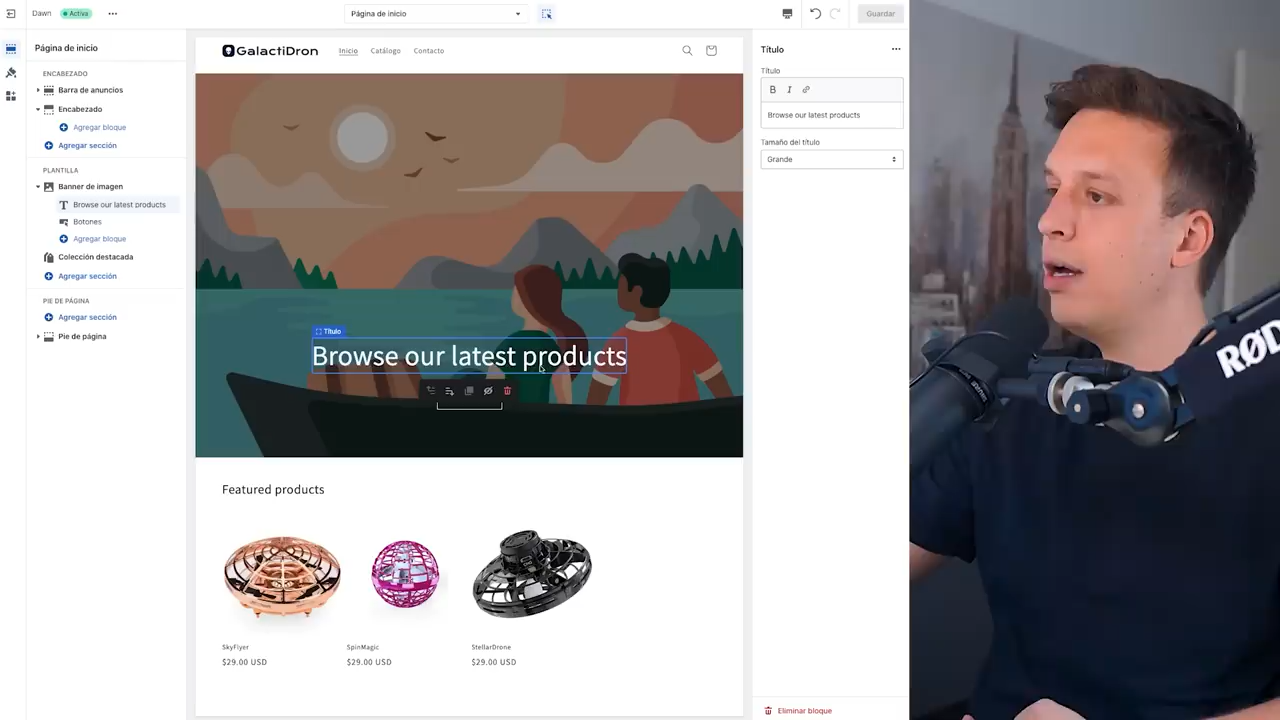 Dawn Activa ... Página de inicio Guardar
Página de inicio
ENCABEZADO
Barra de anuncios
Encabezado
Agregar bloque
Agregar sección
PLANTILLA
Banner de imagen
Browse our latest products
Botones
Agregar bloque
Colección destacada
Agregar sección
PIE DE PÁGINA
Agregar sección
Pie de página
GalactiDron Inicio Catálogo Contacto
Título
Browse our latest products
Featured products
SkyFlyer SpinMagic StellarDrone
$29.00 USD $29.00 USD $29.00 USD
Título
Título
B I
Browse our latest products
Tamaño del título
Grande
Eliminar bloque
RØD